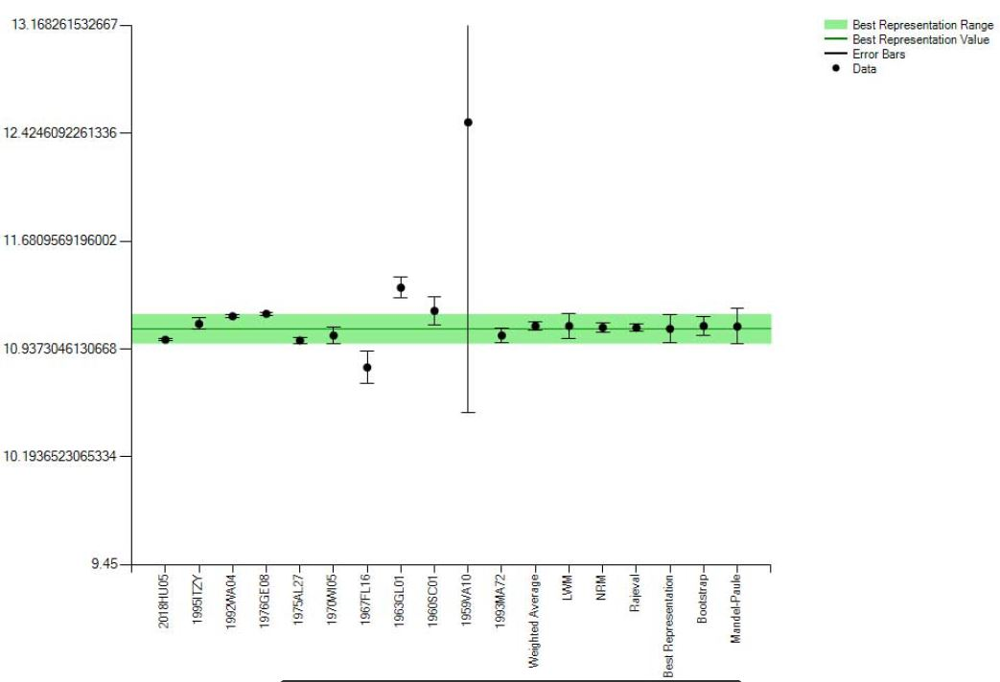 13.168261532667
12.4246092261336
11.6809569196002
10.9373046130668
10.1936523065334
9.45
2018HU05
1995ITZY
1992WA04
1976GE08
1975AL27
1970WI05
1967FL16
1963GL01
1960SC01
1959VA10
1993MA72
Weighted Average
LWM
NRM
Rajeval
Best Representation
Bootstrap
Mandel-Paule
Best Representation Range
Best Representation Value
Error Bars
Data